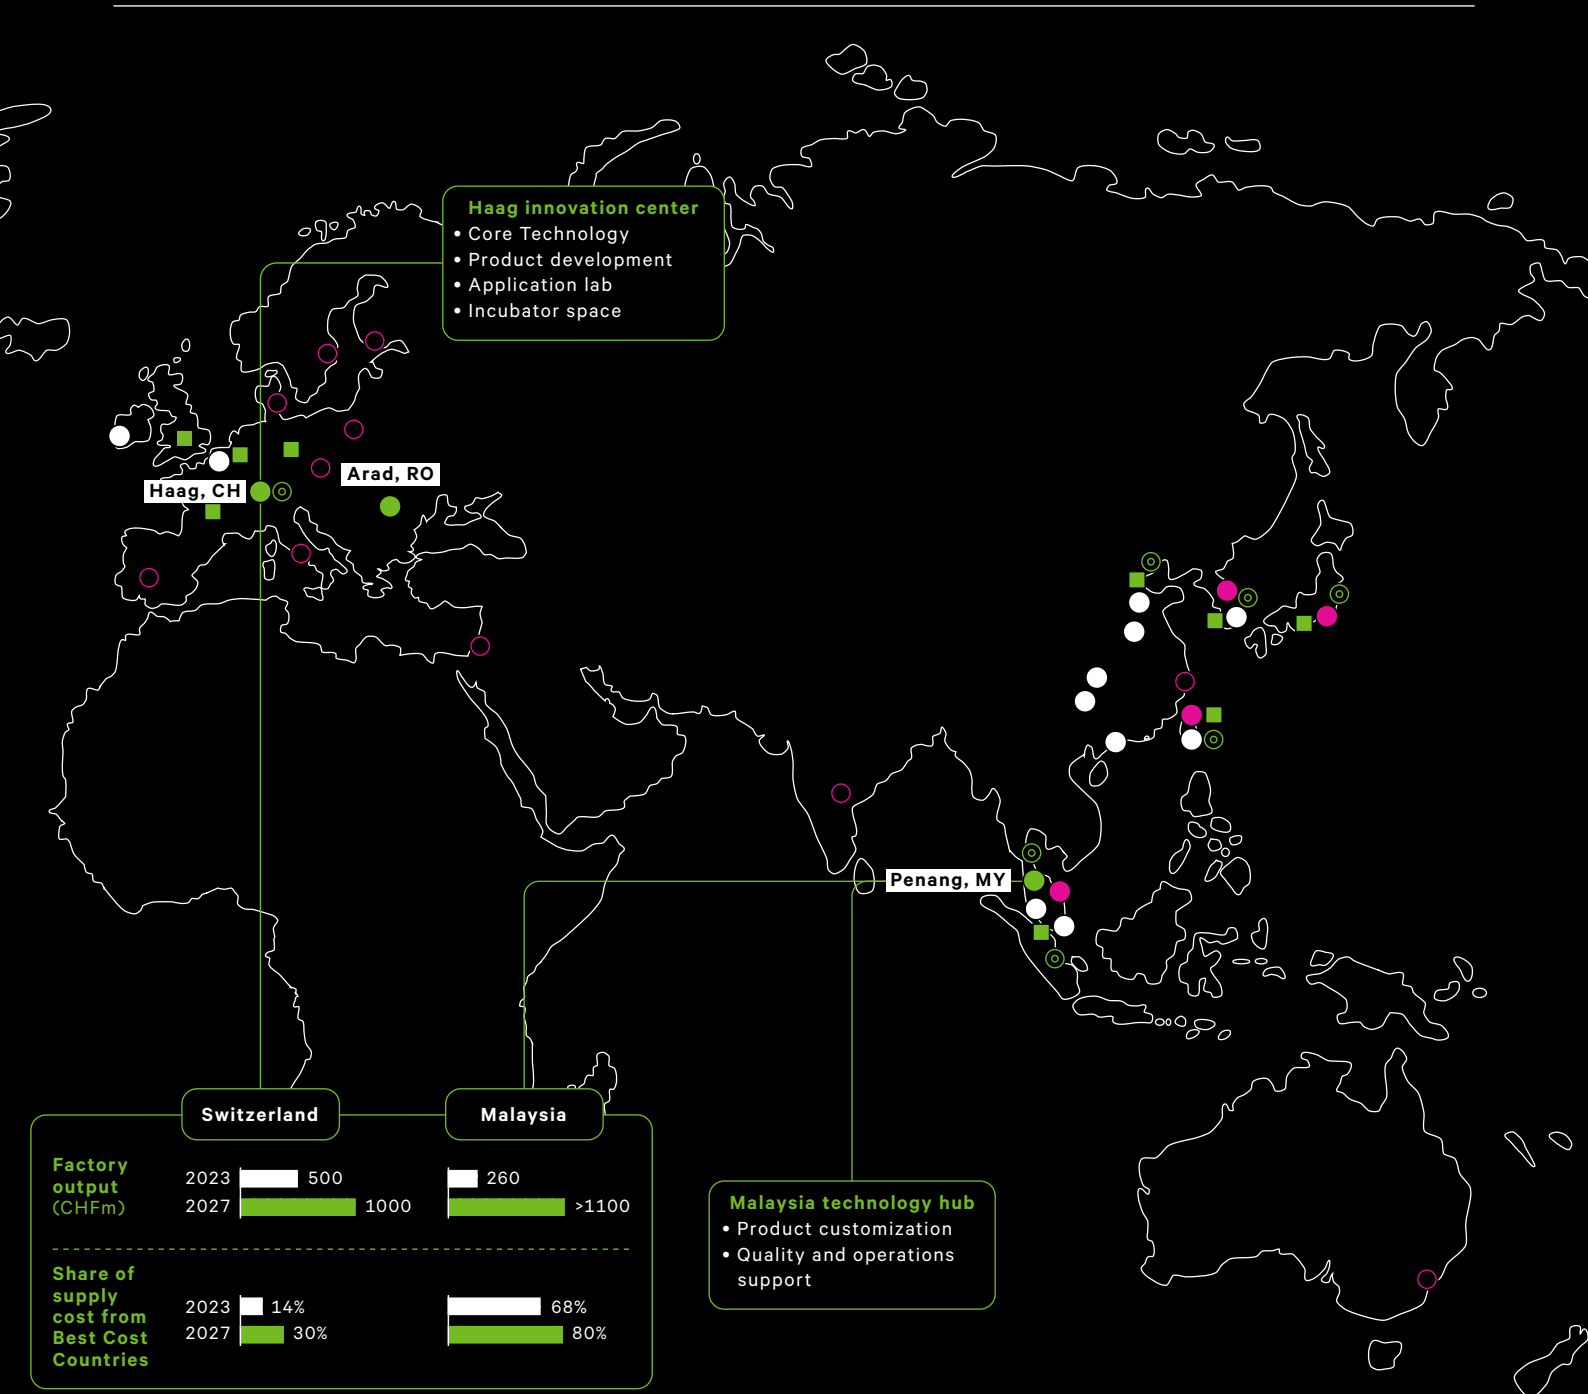 Haag innovation center
• Core Technology
• Product development
• Application lab
• Incubator space
Arad, RO
Haag, CH
Penang, MY
Switzerland
Malaysia
Factory
output
(CHFm)
2023 500
2027 1000
260
>1100
Share of
supply
cost from
Best Cost
Countries
2023 14%
2027 30%
68%
80%
Malaysia technology hub
• Product customization
• Quality and operations
support